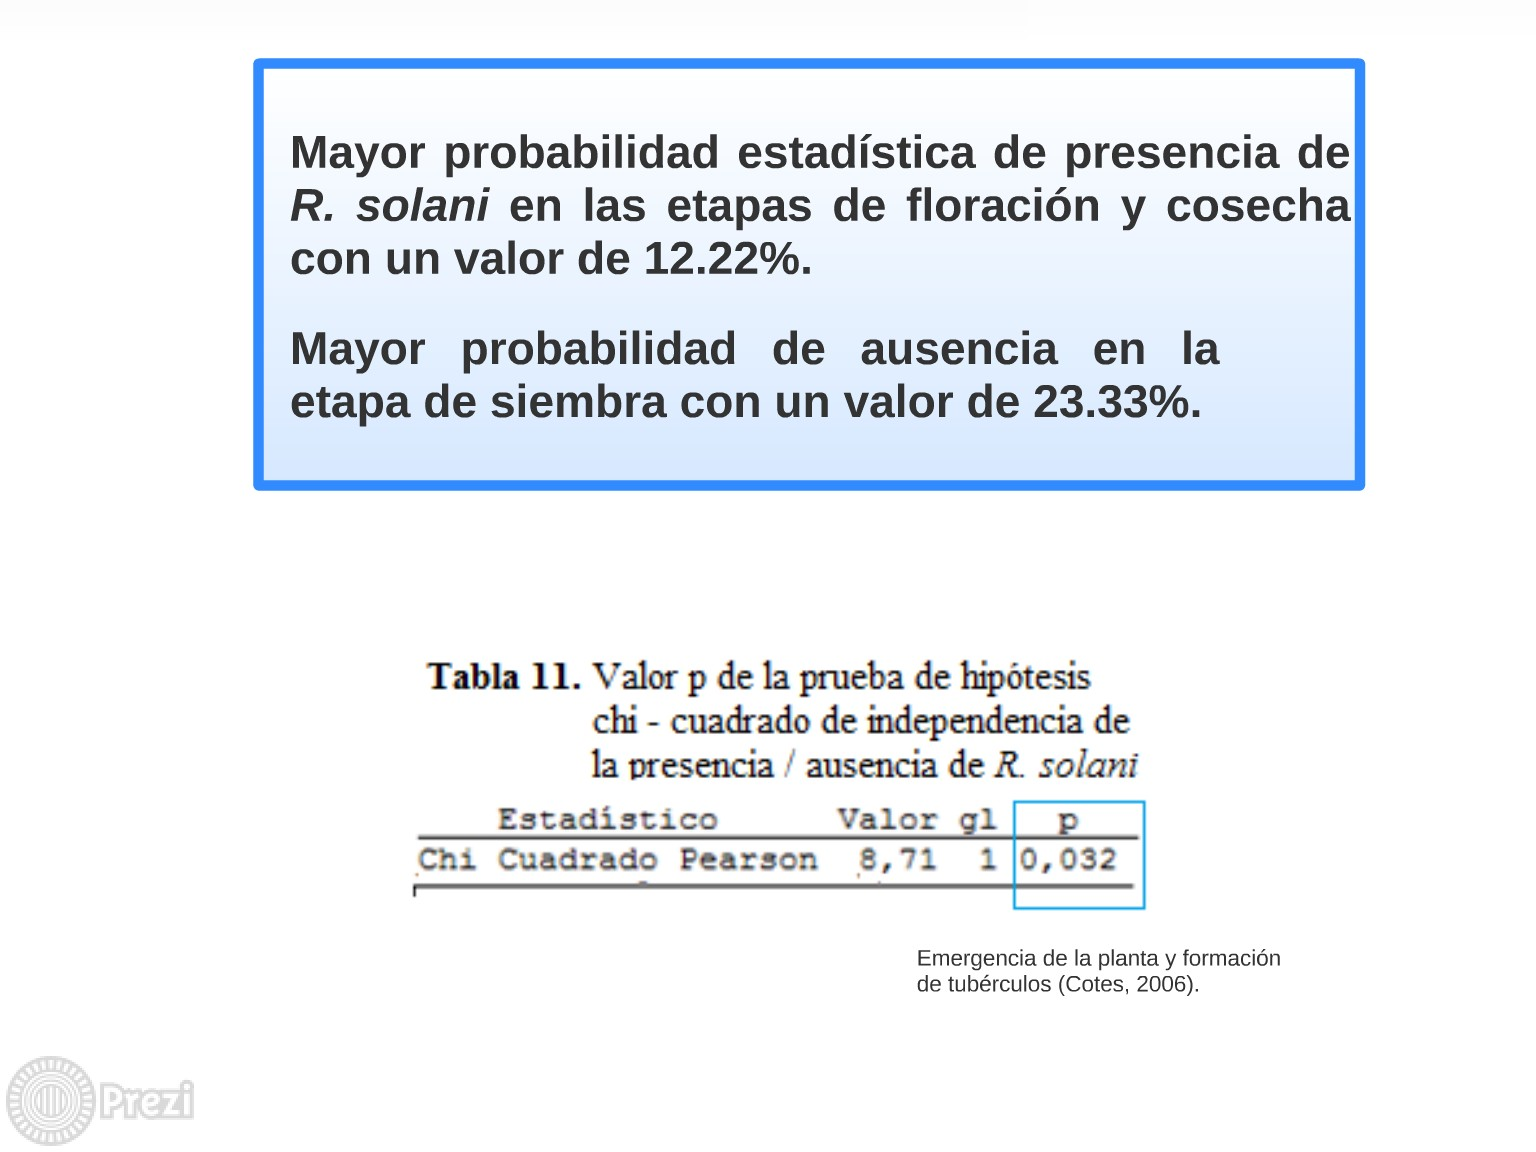 Mayor probabilidad estadística de presencia de
R. solani en las etapas de floración y cosecha
con un valor de 12.22%.
Mayor probabilidad de ausencia en la
etapa de siembra con un valor de 23.33%.
Tabla 11. Valor p de la prueba de hipótesis
chi - cuadrado de independencia de
la presencia / ausencia de R. solani
Estadístico Valor gl p
Chi Cuadrado Pearson 8,71 1 0,032
Emergencia de la planta y formación
de tubérculos (Cotes, 2006).
Prezi